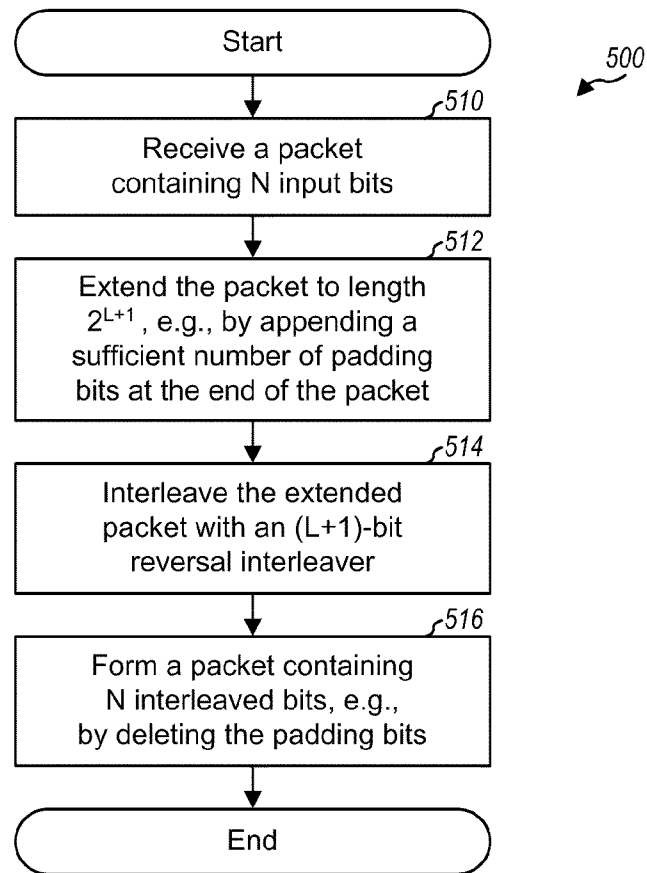 Start
500
510
Receive a packet
containing N input bits
512
Extend the packet to length
2^{L+1} , e.g., by appending a
sufficient number of padding
bits at the end of the packet
514
Interleave the extended
packet with an (L+1)-bit
reversal interleaver
516
Form a packet containing
N interleaved bits, e.g.,
by deleting the padding bits
End